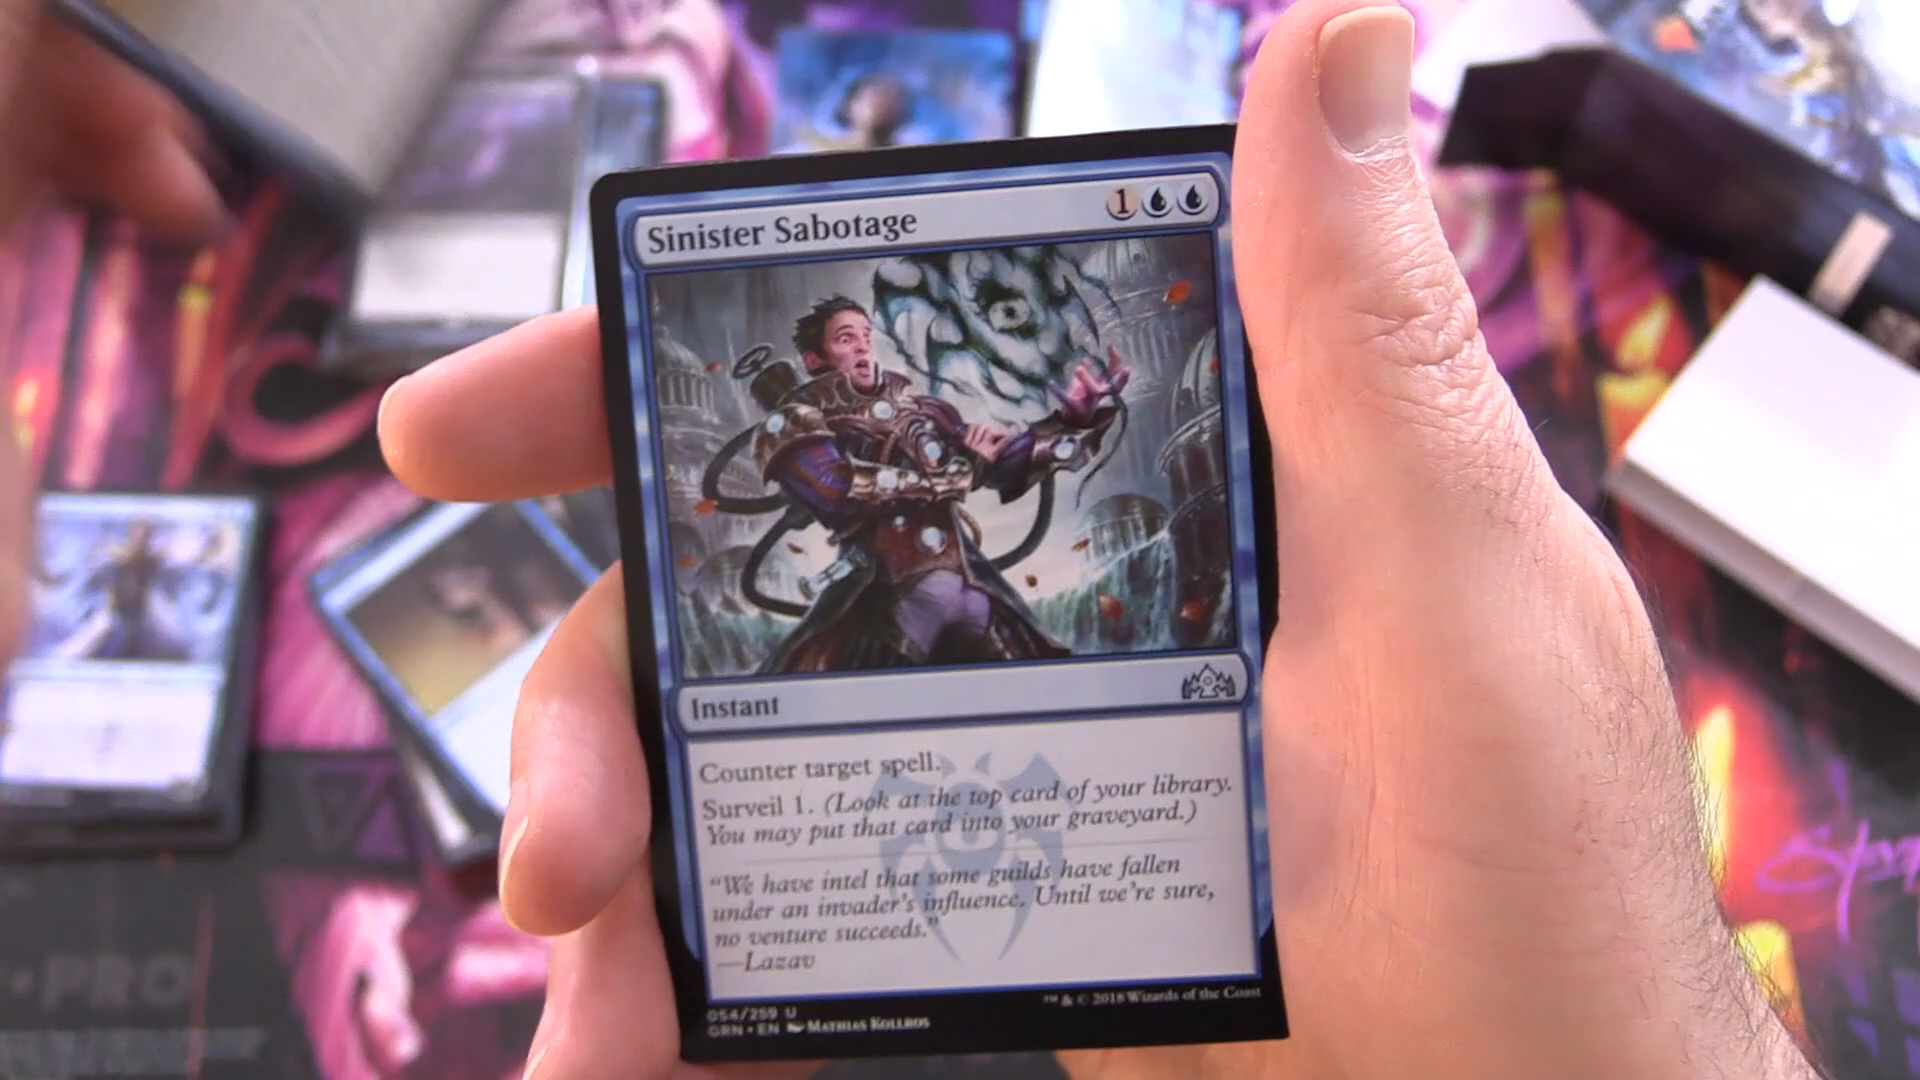 Sinister Sabotage
1
Instant
Counter target spell.
Surveil 1. (Look at the top card of your library.
You may put that card into your graveyard.)
“We have intel that some guilds have fallen
under an invader’s influence. Until we’re sure,
no venture succeeds.”
—Lazav
054/259 U
GRN • EN Mathias Kollros
™ & © 2018 Wizards of the Coast
PRO